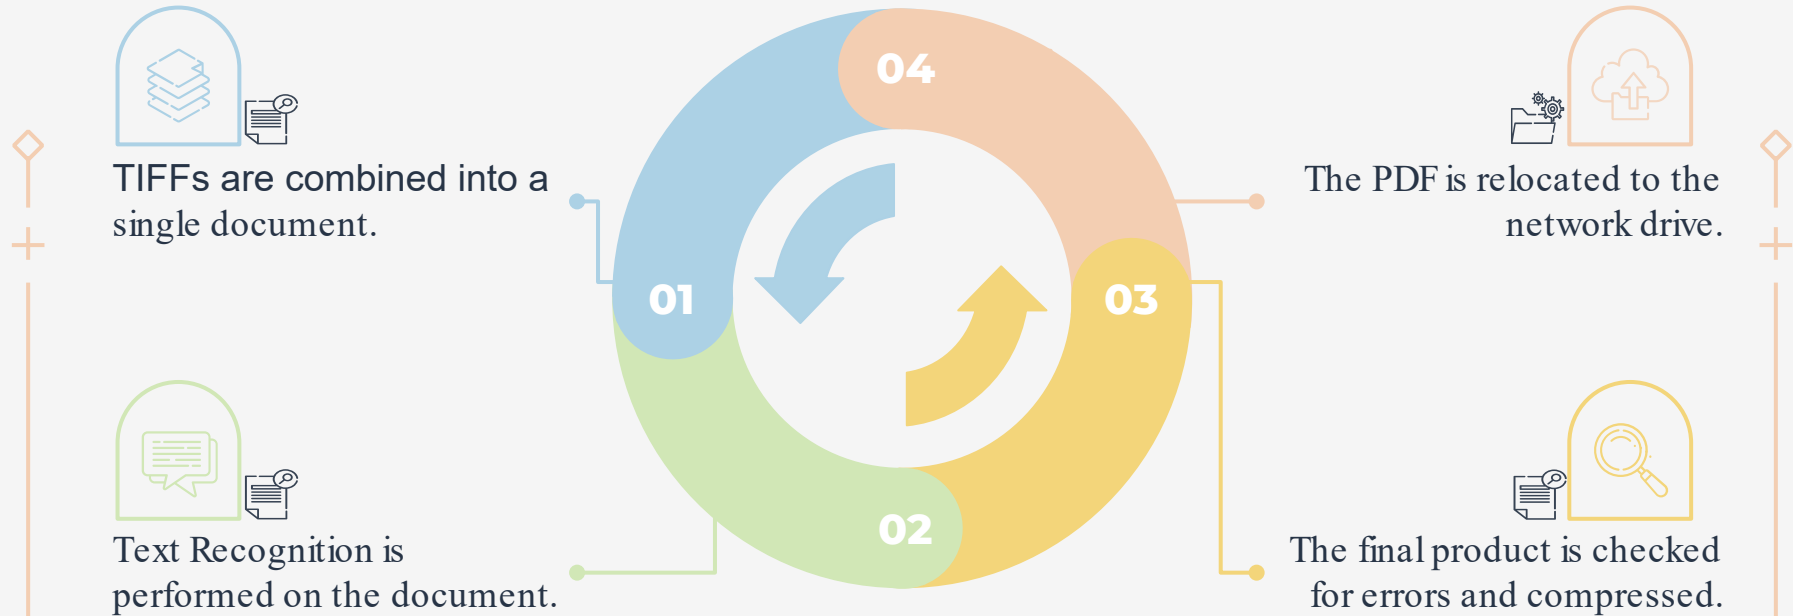 04
TIFFs are combined into a
single document.
The PDF is relocated to the
network drive.
01
03
02
Text Recognition is
performed on the document.
The final product is checked
for errors and compressed.